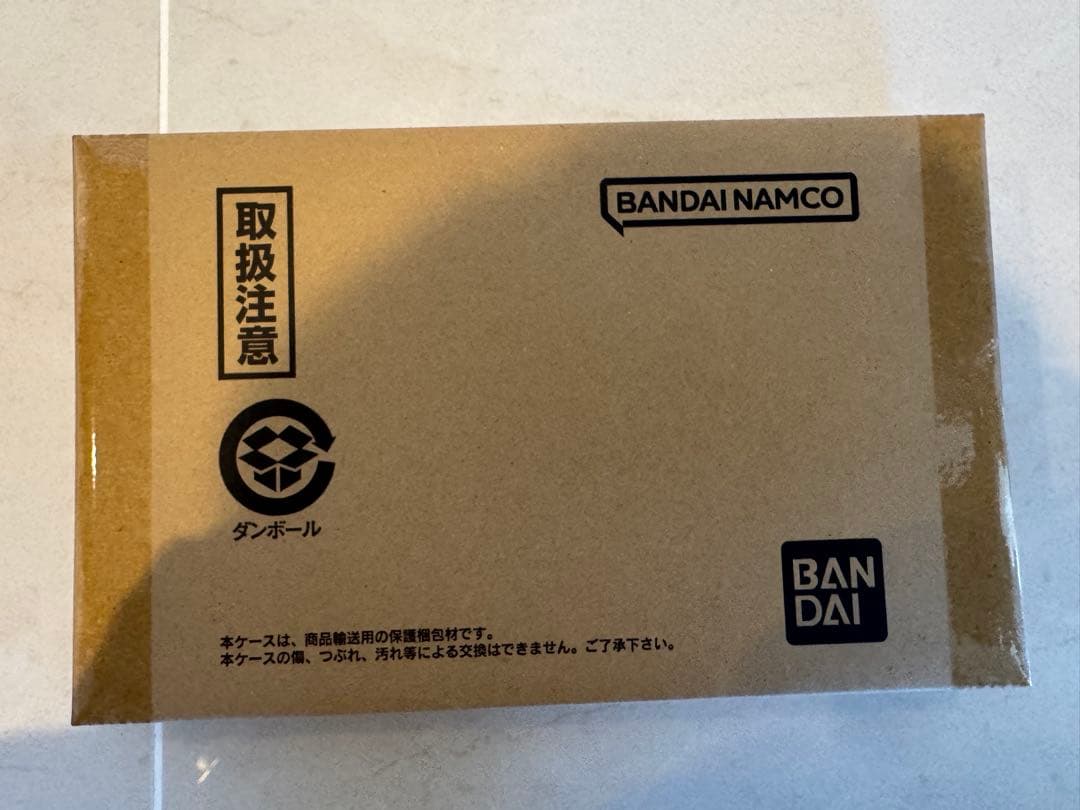 取扱注意
BANDAI NAMCO
ダンボール
BAN
DAI
本ケースは、商品輸送用の保護梱包材です。
本ケースの傷、つぶれ、汚れ等による交換はできません。ご了承下さい。